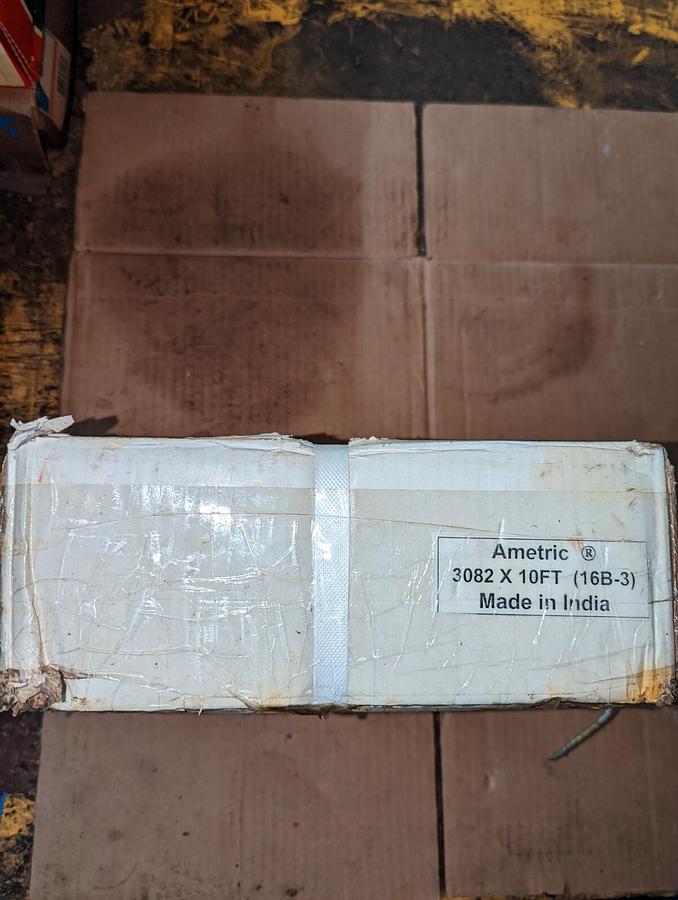 Ametric ®
3082 X 10FT (16B-3)
Made in India